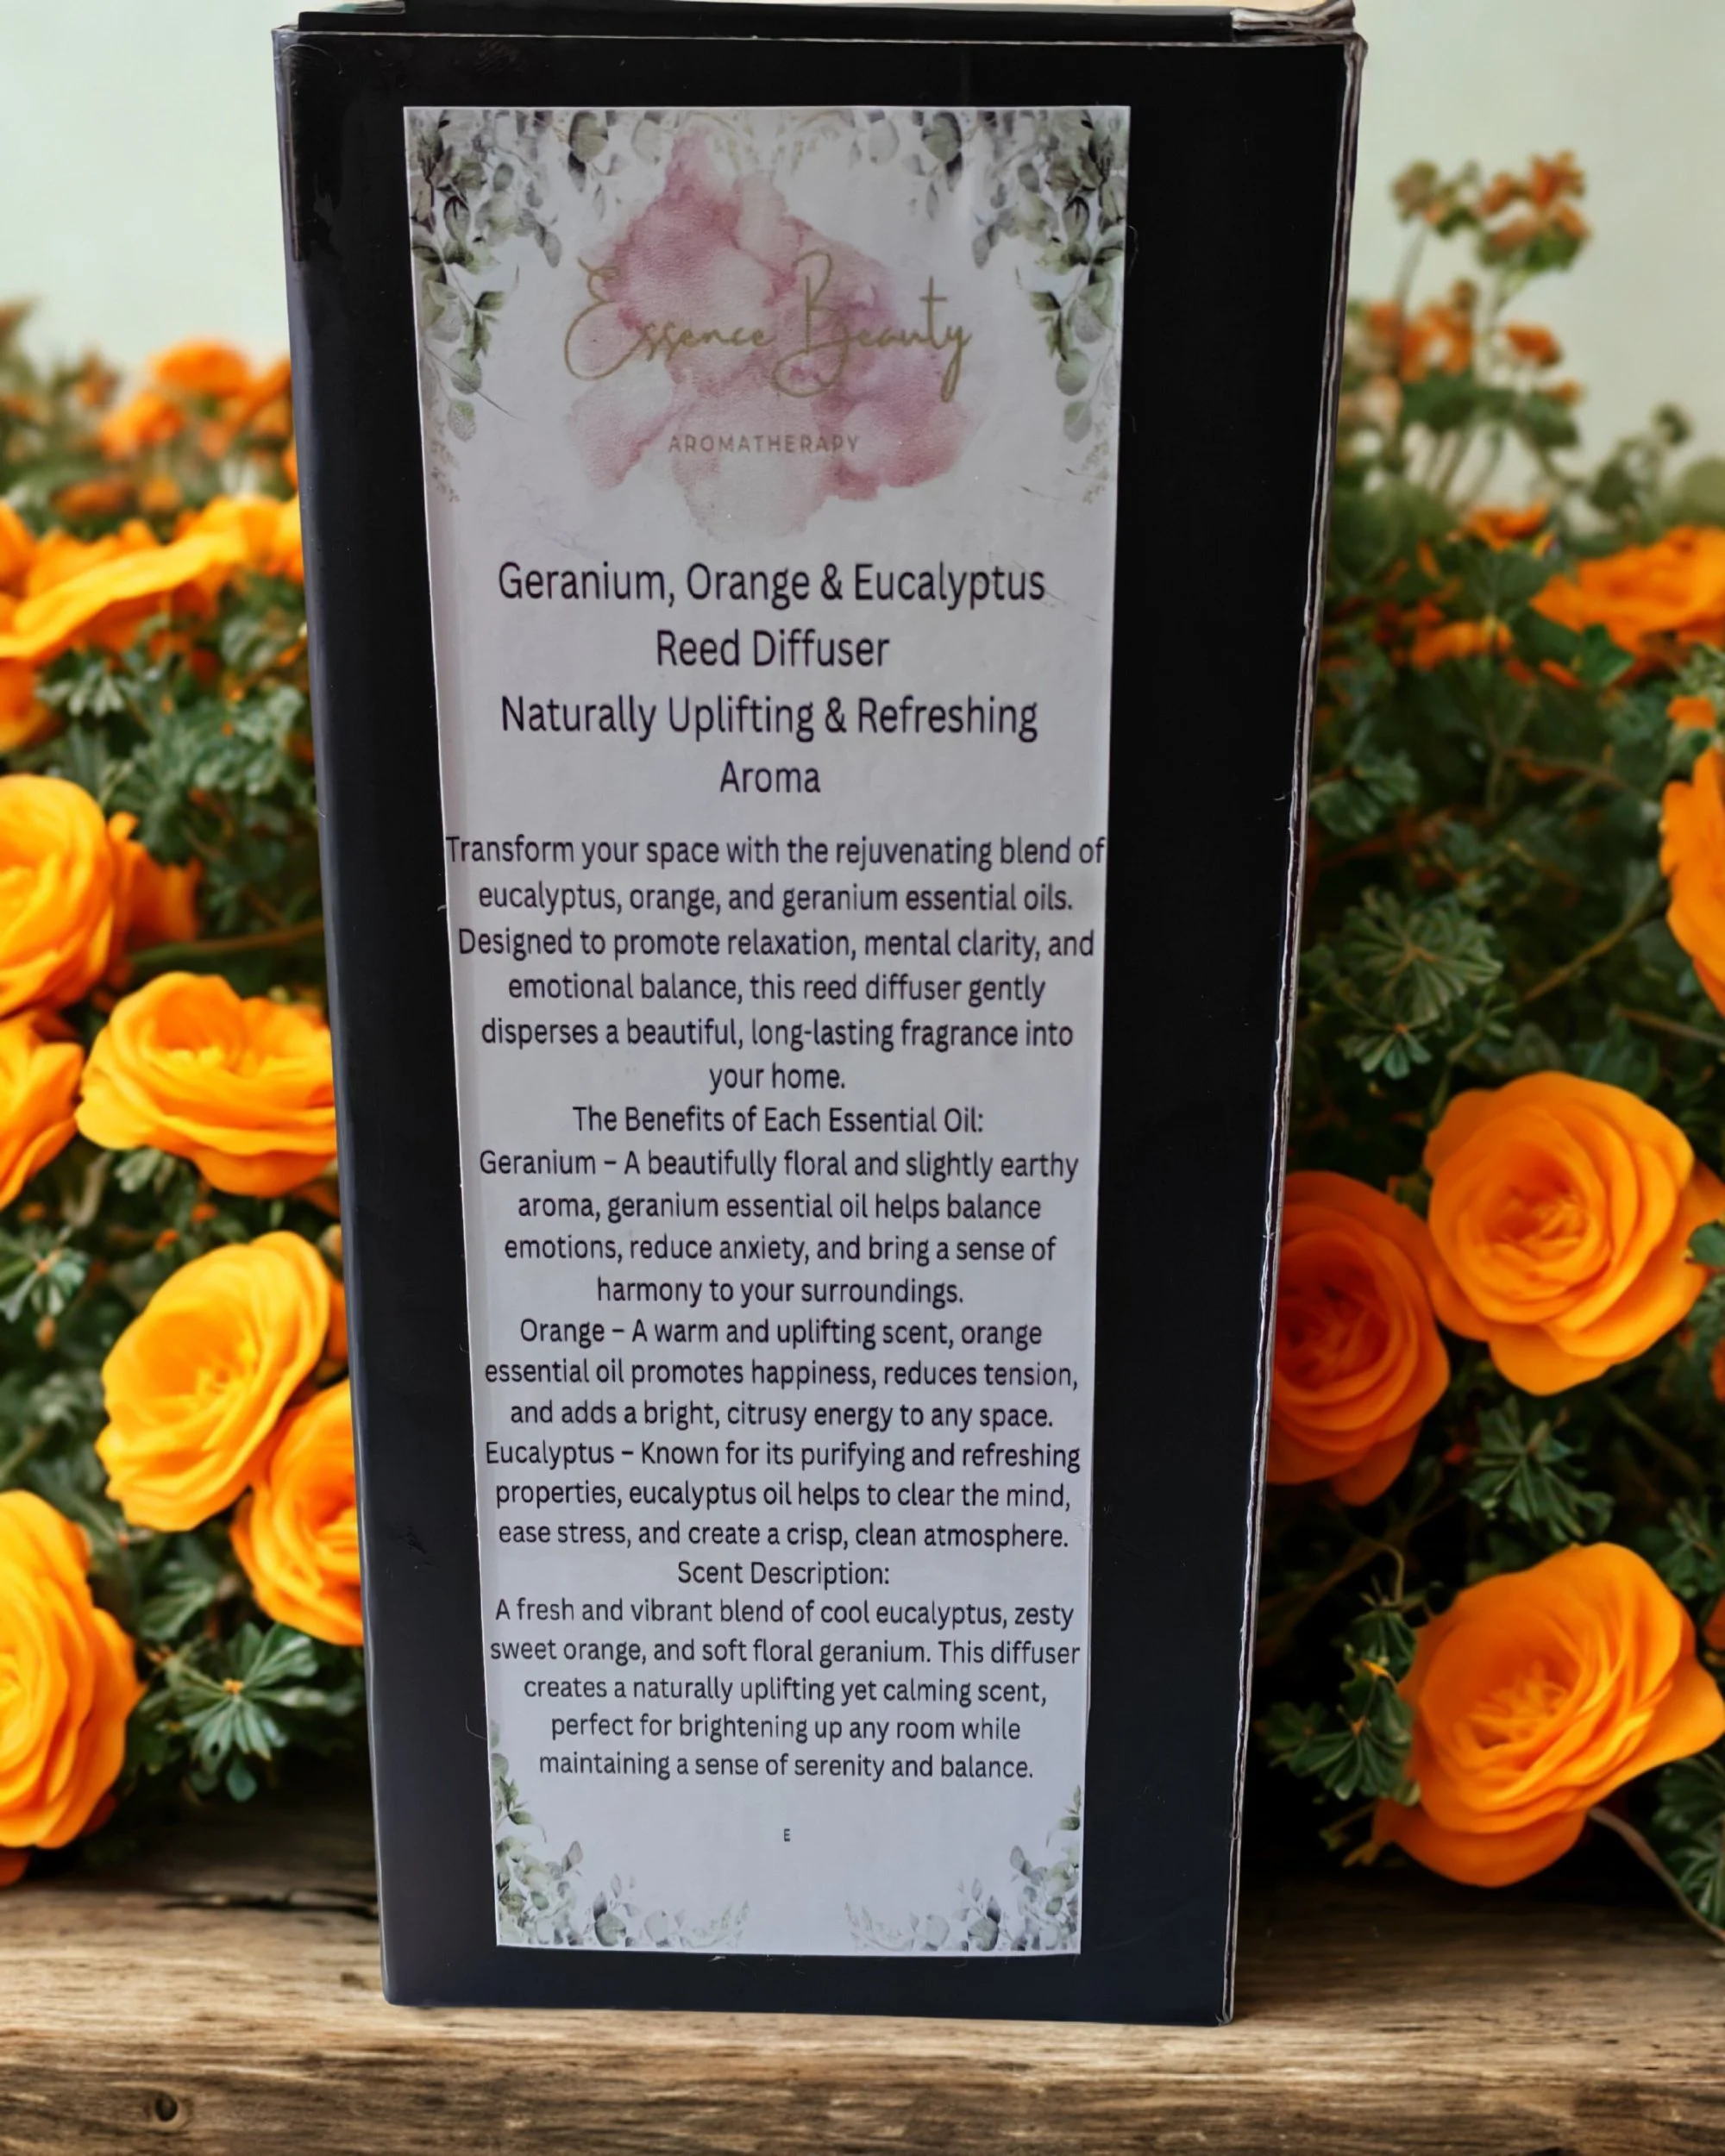 Essence Beauty
AROMATHERAPY
Geranium, Orange & Eucalyptus
Reed Diffuser
Naturally Uplifting & Refreshing
Aroma
Transform your space with the rejuvenating blend of
eucalyptus, orange, and geranium essential oils.
Designed to promote relaxation, mental clarity, and
emotional balance, this reed diffuser gently
disperses a beautiful, long-lasting fragrance into
your home.
The Benefits of Each Essential Oil:
Geranium – A beautifully floral and slightly earthy
aroma, geranium essential oil helps balance
emotions, reduce anxiety, and bring a sense of
harmony to your surroundings.
Orange – A warm and uplifting scent, orange
essential oil promotes happiness, reduces tension,
and adds a bright, citrusy energy to any space.
Eucalyptus – Known for its purifying and refreshing
properties, eucalyptus oil helps to clear the mind,
ease stress, and create a crisp, clean atmosphere.
Scent Description:
A fresh and vibrant blend of cool eucalyptus, zesty
sweet orange, and soft floral geranium. This diffuser
creates a naturally uplifting yet calming scent,
perfect for brightening up any room while
maintaining a sense of serenity and balance.
E